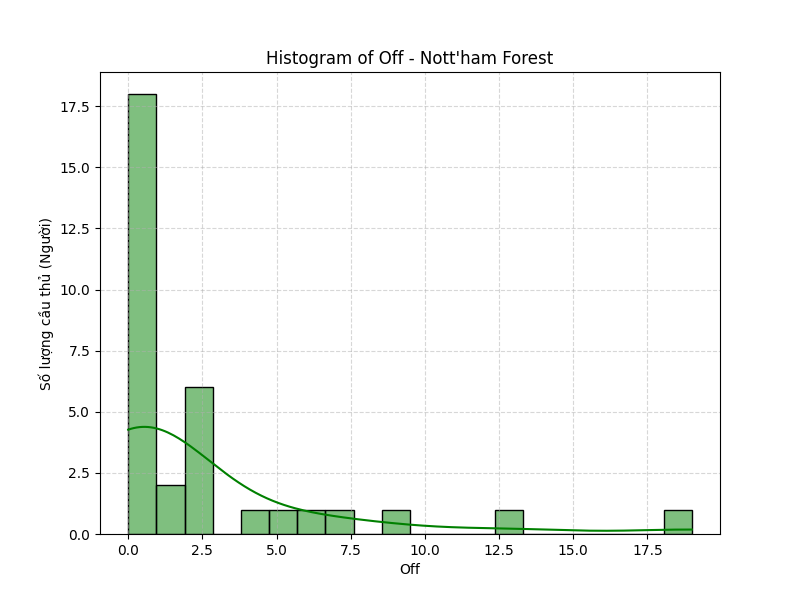 Histogram of Off - Nott'ham Forest
Số lượng cầu thủ (Người)
17.5
15.0
12.5
10.0
7.5
5.0
2.5
0.0
0.0 2.5 5.0 7.5 10.0 12.5 15.0 17.5
Off